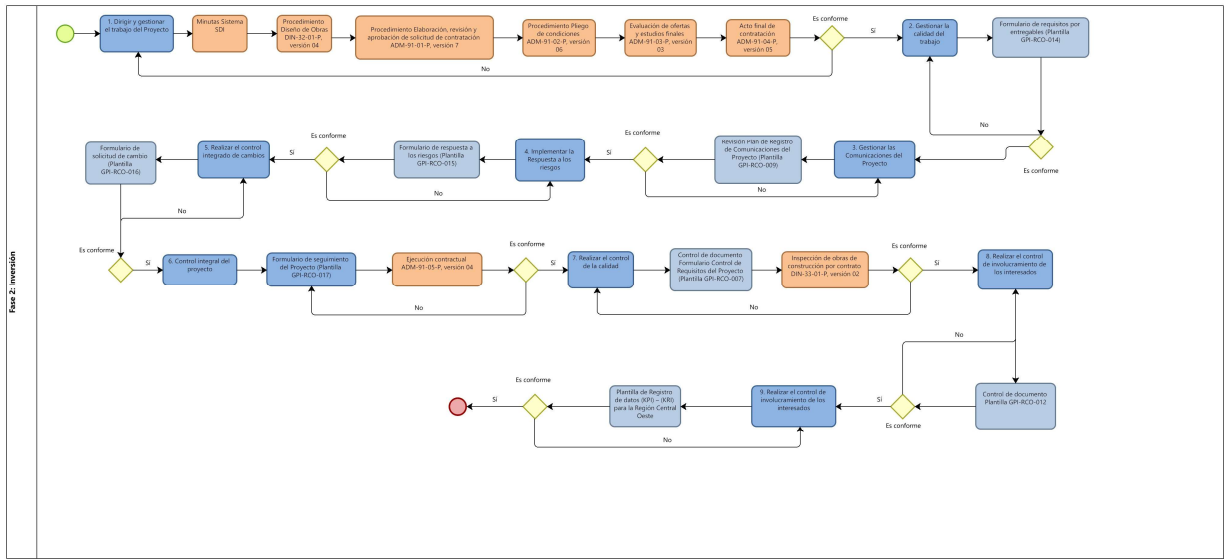 Fase 2: inversión
1. Dirigir y gestionar
el trabajo del Proyecto
Minutas Sistema
SDI
Procedimiento
Diseño de Obras
DIN-32-01-P,
versión 04
Procedimiento Elaboración, revisión y
aprobación de solicitud de contratación
ADM-91-01-P, versión 7
Procedimiento Pliego
de condiciones
ADM-91-02-P, versión
06
Evaluación de ofertas
y estudios finales
ADM-91-03-P, versión
03
Acto final de
contratación
ADM-91-04-P,
versión 05
Es conforme
Sí
No
2. Gestionar la
calidad del
trabajo
Formulario de requisitos por
entregables (Plantilla
GPI-RCO-014)
No
Es conforme
3. Gestionar las
Comunicaciones del
Proyecto
Revisión Plan de Registro
de Comunicaciones del
Proyecto (Plantilla
GPI-RCO-009)
Es conforme
Sí
No
4. Implementar la
Respuesta a los
riesgos
Formulario de respuesta a
los riesgos (Plantilla
GPI-RCO-015)
Es conforme
Sí
No
5. Realizar el control
integrado de cambios
Formulario de
solicitud de cambio
(Plantilla
GPI-RCO-016)
No
Es conforme
Sí
6. Control integral del
proyecto
Formulario de seguimiento
del Proyecto (Plantilla
GPI-RCO-017)
Ejecución contractual
ADM-91-05-P, versión 04
Es conforme
Sí
No
7. Realizar el control
de la calidad
Control de documento
Formulario Control de
Requisitos del Proyecto
(Plantilla GPI-RCO-007)
Inspección de obras de
construcción por contrato
DIN-33-01-P, versión 02
Es conforme
Sí
No
8. Realizar el control de
involucramiento de
los interesados
No
Control de documento
Plantilla GPI-RCO-012
Es conforme
Sí
9. Realizar el control de
involucramiento de los
interesados
Plantilla de Registro
de datos (KPI) – (KRI)
para la Región Central
Oeste
Es conforme
Sí
No